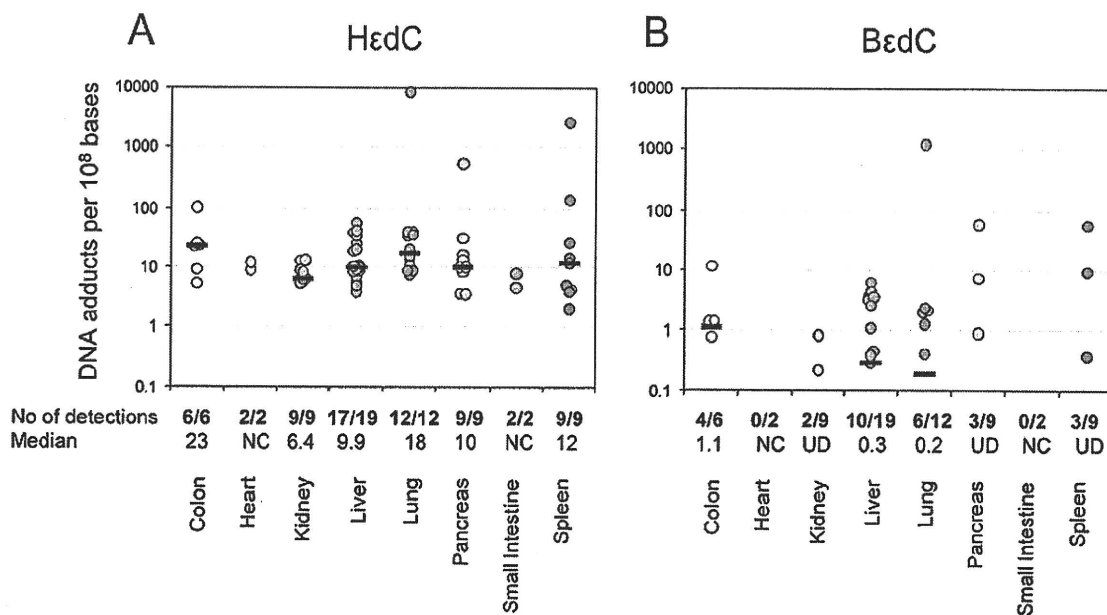 A HεdC
B BεdC
DNA adducts per 10⁸ bases
10000
1000
100
10
1
0.1
10000
1000
100
10
1
0.1
No of detections 6/6 2/2 9/9 17/19 12/12 9/9 2/2 9/9
Median 23 NC 6.4 9.9 18 10 NC 12
4/6 0/2 2/9 10/19 6/12 3/9 0/2 3/9
1.1 NC UD 0.3 0.2 UD NC UD
Colon
Heart
Kidney
Liver
Lung
Pancreas
Small Intestine
Spleen
Colon
Heart
Kidney
Liver
Lung
Pancreas
Small Intestine
Spleen